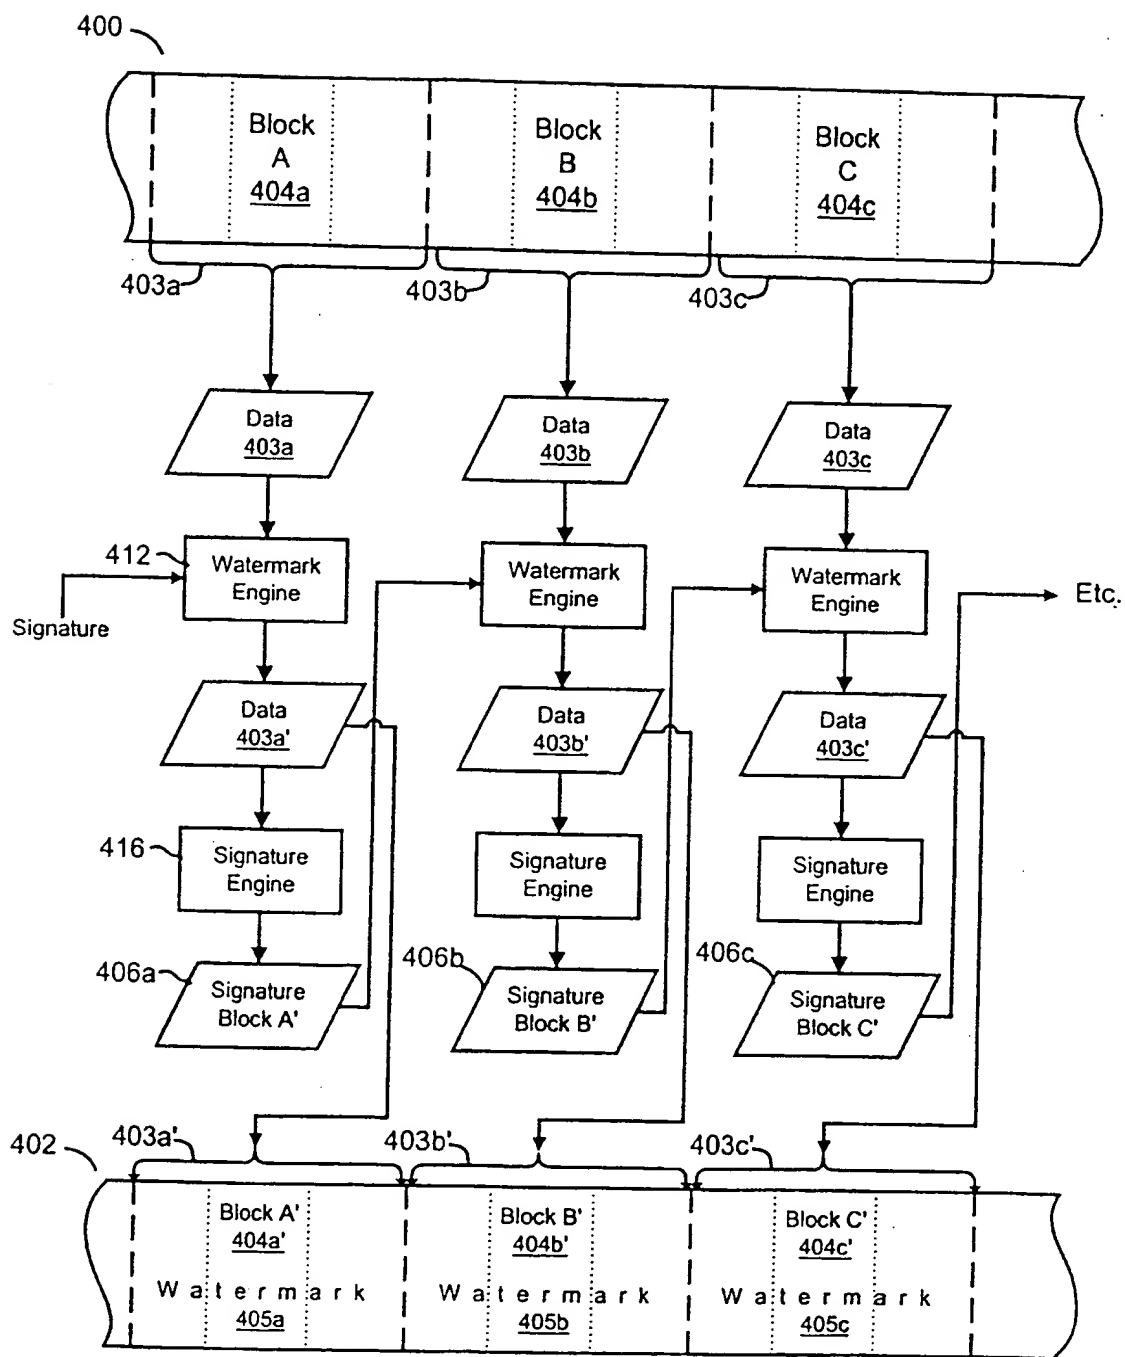 400
Block
A
404a
Block
B
404b
Block
C
404c
403a
403b
403c
Data
403a
Data
403b
Data
403c
412
Watermark
Engine
Watermark
Engine
Watermark
Engine
Etc.
Signature
Data
403a'
Data
403b'
Data
403c'
416
Signature
Engine
Signature
Engine
Signature
Engine
406a
Signature
Block A'
406b
Signature
Block B'
406c
Signature
Block C'
402
403a'
403b'
403c'
Block A'
404a'
Watermark
405a
Block B'
404b'
Watermark
405b
Block C'
404c'
Watermark
405c